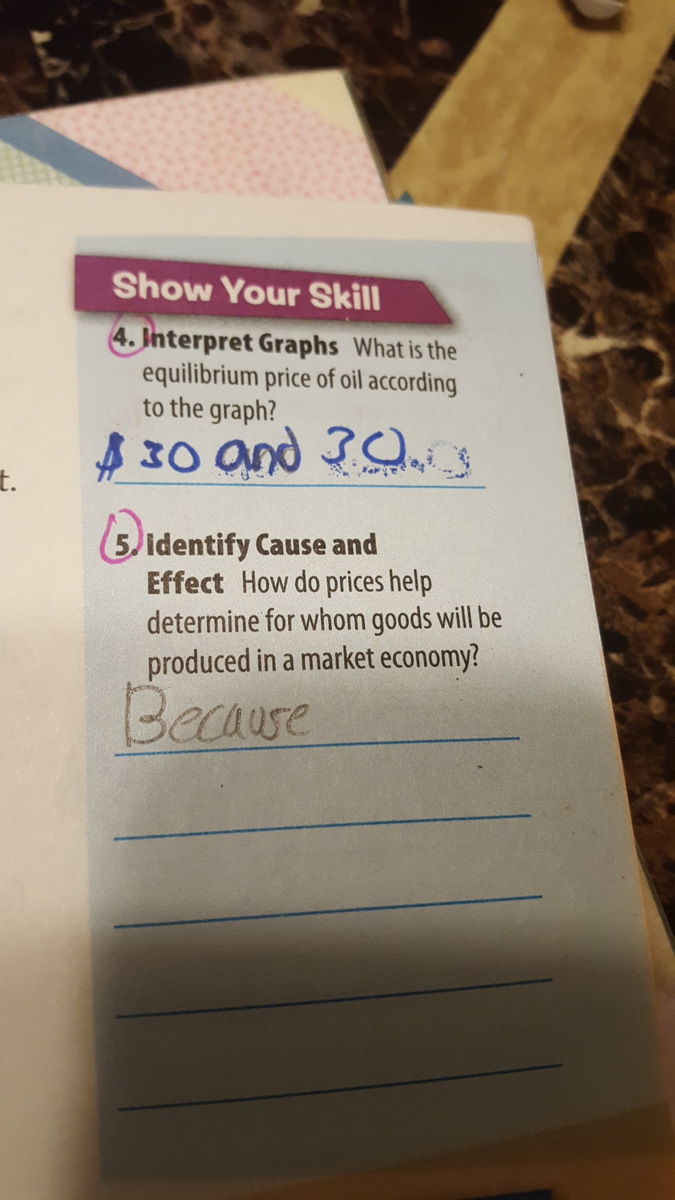 Show Your Skill
4. Interpret Graphs What is the
equilibrium price of oil according
to the graph?
$30 and 30
t.
5. Identify Cause and
Effect How do prices help
determine for whom goods will be
produced in a market economy?
Because